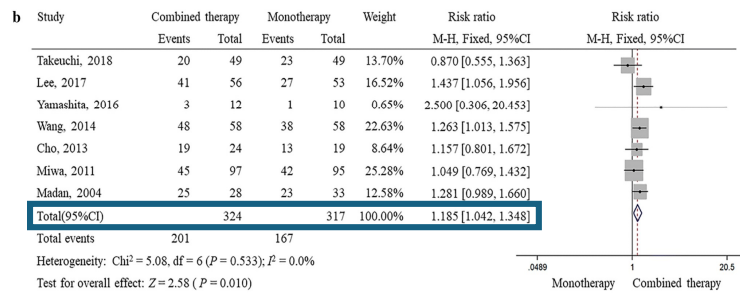 b
Study Combined therapy Monotherapy Weight Risk ratio Risk ratio
Events Total Events Total M-H, Fixed, 95%CI M-H, Fixed, 95%CI
Takeuchi, 2018 20 49 23 49 13.70% 0.870 [0.555, 1.363]
Lee, 2017 41 56 27 53 16.52% 1.437 [1.056, 1.956]
Yamashita, 2016 3 12 1 10 0.65% 2.500 [0.306, 20.453]
Wang, 2014 48 58 38 58 22.63% 1.263 [1.013, 1.575]
Cho, 2013 19 24 13 19 8.64% 1.157 [0.801, 1.672]
Miwa, 2011 45 97 42 95 25.28% 1.049 [0.769, 1.432]
Madan, 2004 25 28 23 33 12.58% 1.281 [0.989, 1.660]
Total(95%CI) 324 317 100.00% 1.185 [1.042, 1.348]
Total events 201 167
Heterogeneity: Chi² = 5.08, df = 6 (P = 0.533); I² = 0.0%
.0489 1 20.5
Test for overall effect: Z = 2.58 ( P = 0.010)
Monotherapy Combined therapy